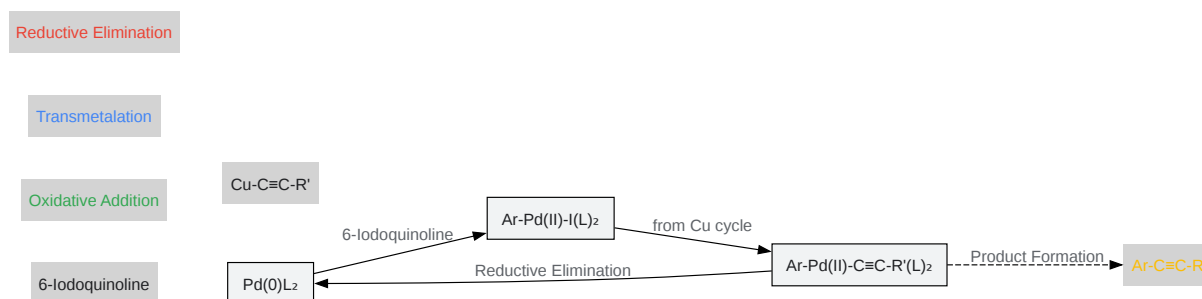 Reductive Elimination
Transmetalation
Oxidative Addition
6-Iodoquinoline
Cu-C≡C-R'
Pd(0)L₂
6-Iodoquinoline
Ar-Pd(II)-I(L)₂
from Cu cycle
Ar-Pd(II)-C≡C-R'(L)₂
Reductive Elimination
Product Formation
Ar-C≡C-R